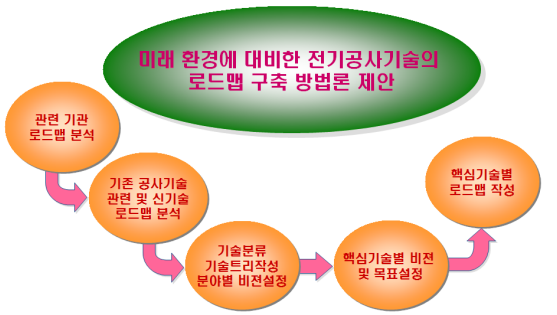 미래 환경에 대비한 전기공사기술의
로드맵 구축 방법론 제안
관련 기관
로드맵 분석
기존 공사기술
관련 및 신기술
로드맵 분석
기술분류
기술트리작성
분야별 비젼설정
핵심기술별 비젼
및 목표설정
핵심기술별
로드맵 작성